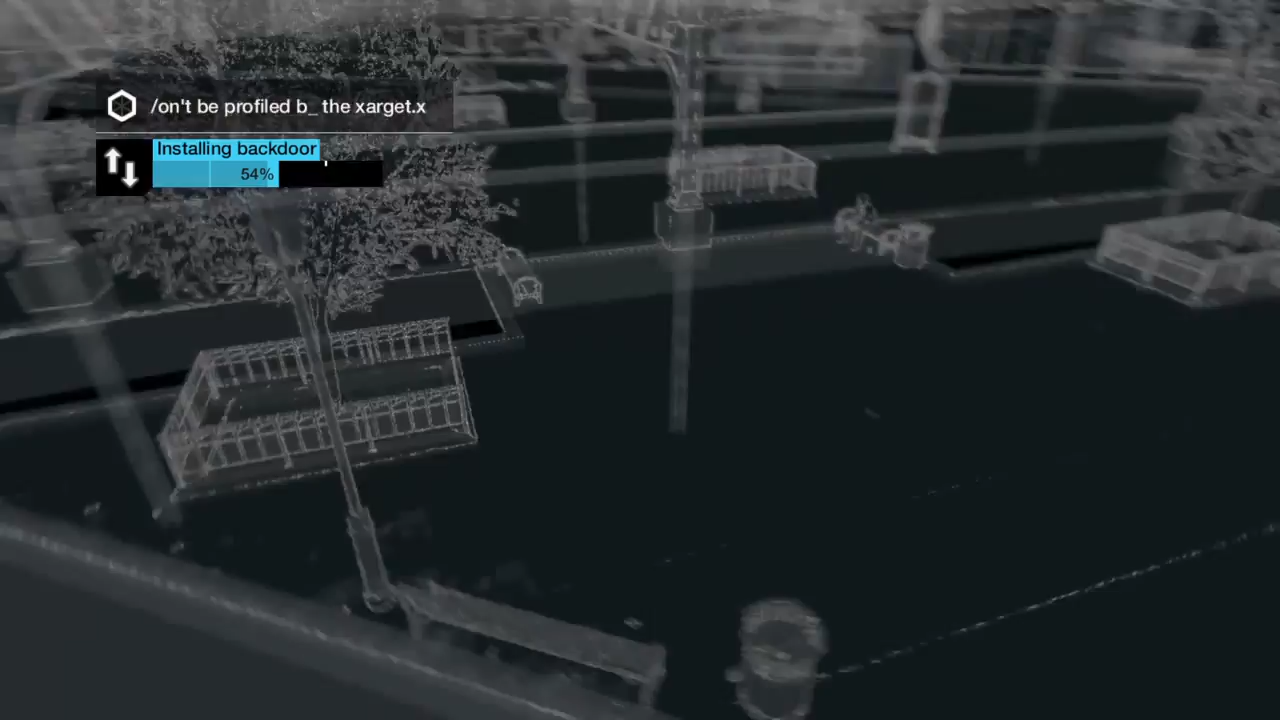 /on't be profiled b_ the xarget.x
Installing backdoor
54%